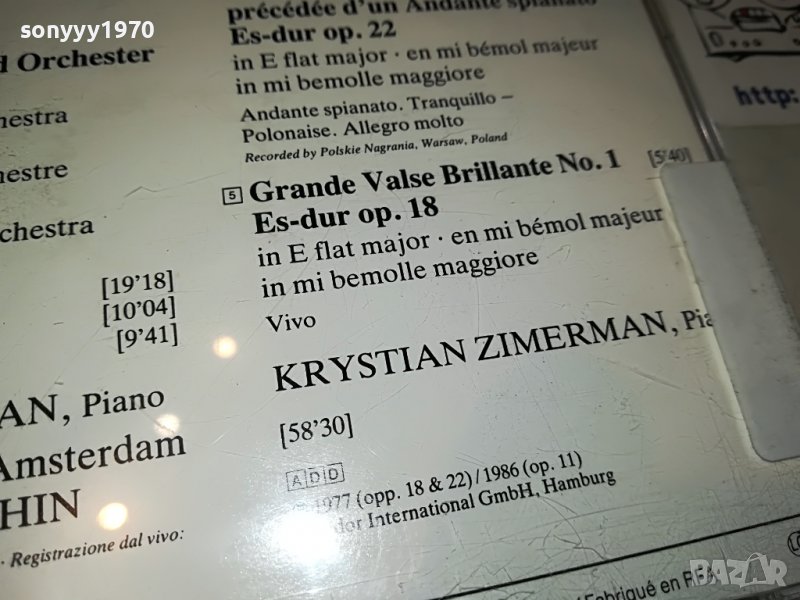 sonyyy1970
d Orchester
hestra
hestre
chestra
[19'18]
[10'04]
[9'41]
AN, Piano
Amsterdam
HIN
· Registrazione dal vivo:
précédée d'un Andante spianato
Es-dur op. 22
in E flat major · en mi bémol majeur
in mi bemolle maggiore
Andante spianato. Tranquillo –
Polonaise. Allegro molto
Recorded by Polskie Nagrania, Warsaw, Poland
5 Grande Valse Brillante No. 1 [5'40]
Es-dur op. 18
in E flat major · en mi bémol majeur
in mi bemolle maggiore
Vivo
KRYSTIAN ZIMERMAN, Pia
[58'30]
ADD
1977 (opp. 18 & 22)/1986 (op. 11)
dor International GmbH, Hamburg
Fabriqué en
http:
BAZAR